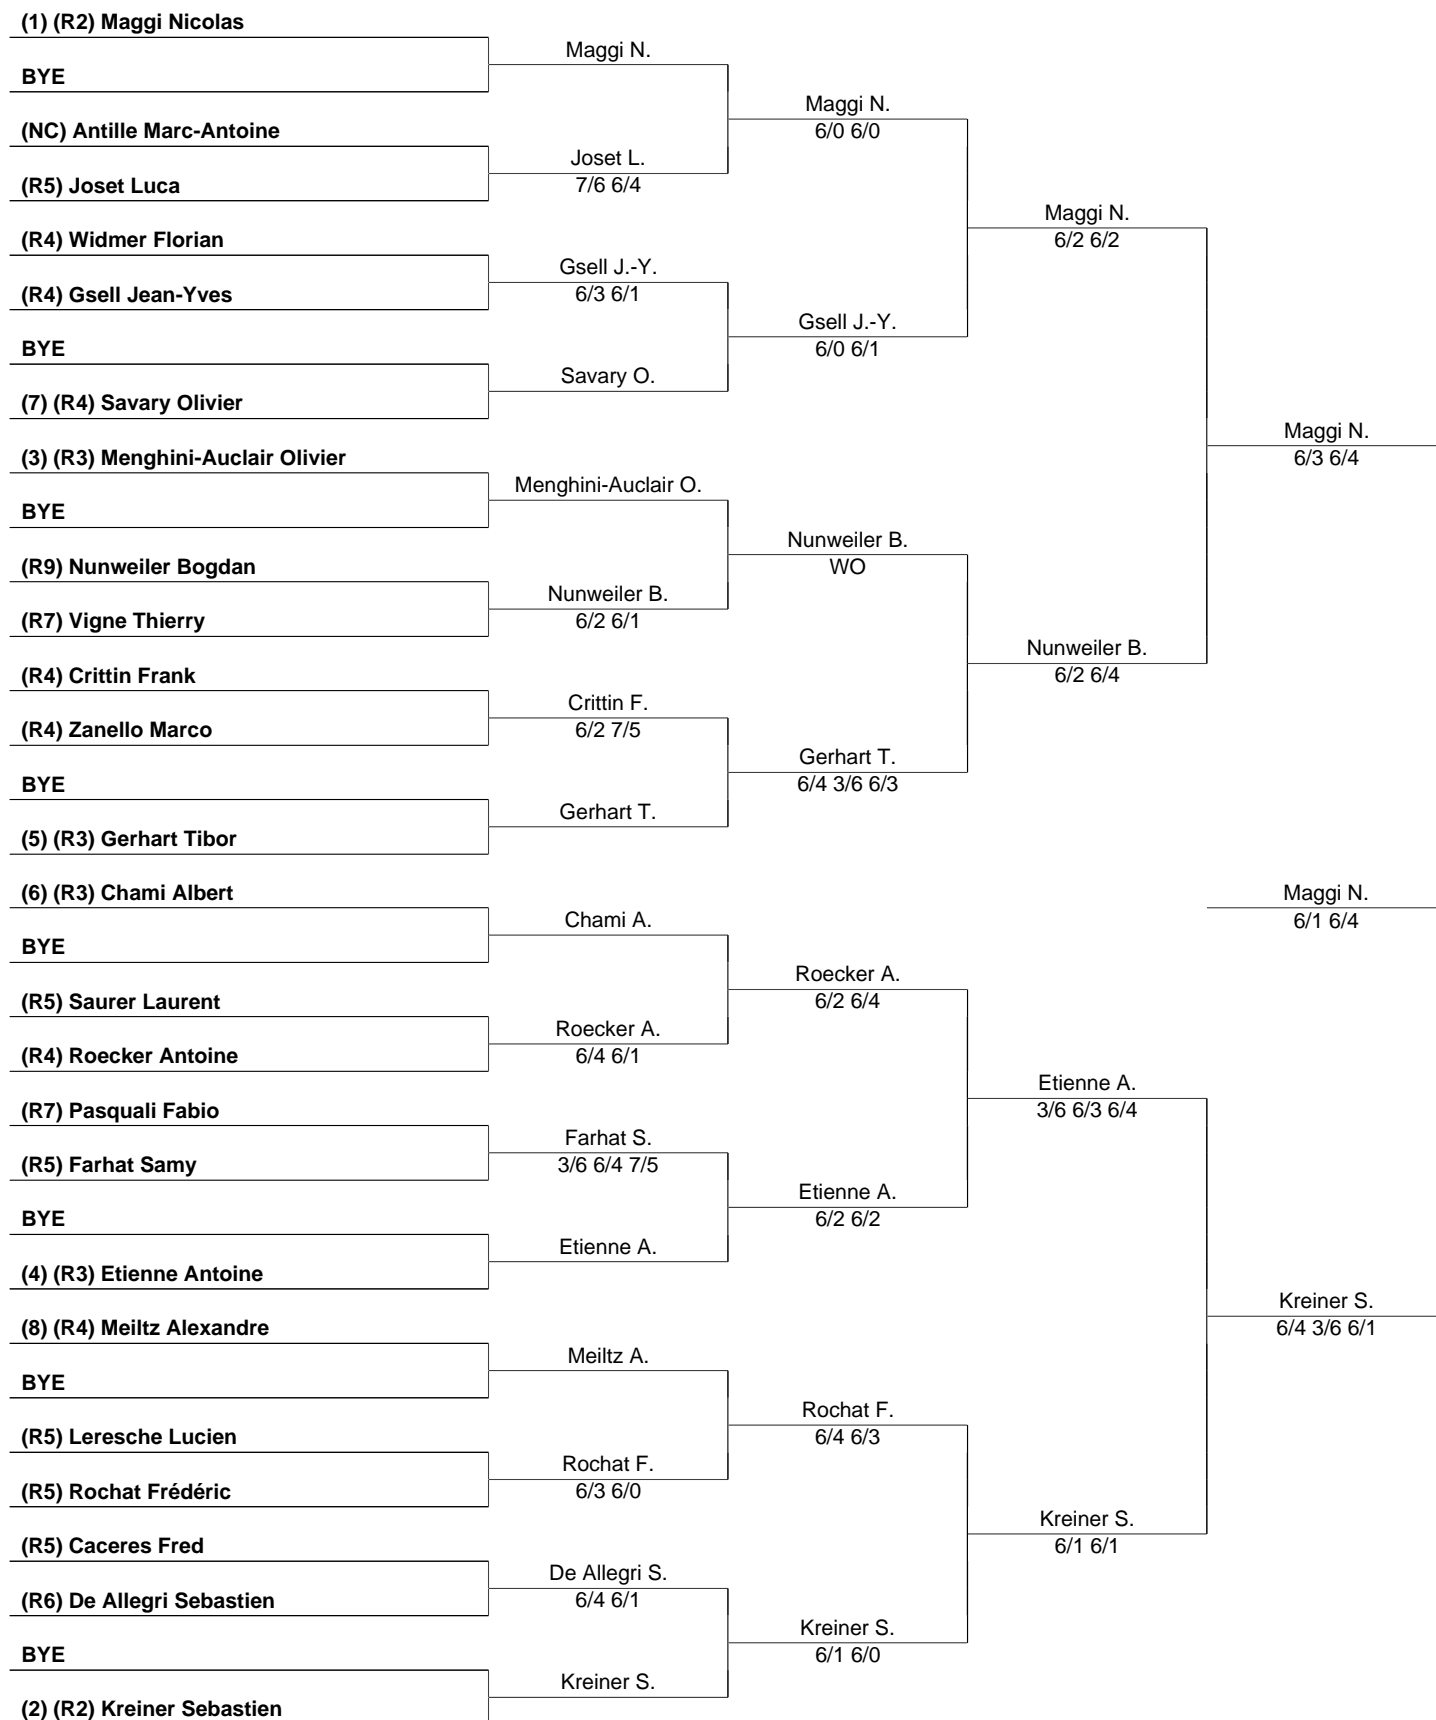 (1) (R2) Maggi Nicolas
BYE
(NC) Antille Marc-Antoine
(R5) Joset Luca
(R4) Widmer Florian
(R4) Gsell Jean-Yves
BYE
(7) (R4) Savary Olivier
(3) (R3) Menghini-Auclair Olivier
BYE
(R9) Nunweiler Bogdan
(R7) Vigne Thierry
(R4) Crittin Frank
(R4) Zanello Marco
BYE
(5) (R3) Gerhart Tibor
(6) (R3) Chami Albert
BYE
(R5) Saurer Laurent
(R4) Roecker Antoine
(R7) Pasquali Fabio
(R5) Farhat Samy
BYE
(4) (R3) Etienne Antoine
(8) (R4) Meiltz Alexandre
BYE
(R5) Leresche Lucien
(R5) Rochat Frédéric
(R5) Caceres Fred
(R6) De Allegri Sebastien
BYE
(2) (R2) Kreiner Sebastien
Maggi N.
Joset L.
7/6 6/4
Gsell J.-Y.
6/3 6/1
Savary O.
Menghini-Auclair O.
Nunweiler B.
6/2 6/1
Crittin F.
6/2 7/5
Gerhart T.
Chami A.
Roecker A.
6/4 6/1
Farhat S.
3/6 6/4 7/5
Etienne A.
Meiltz A.
Rochat F.
6/3 6/0
De Allegri S.
6/4 6/1
Kreiner S.
Maggi N.
6/0 6/0
Gsell J.-Y.
6/0 6/1
Nunweiler B.
WO
Gerhart T.
6/4 3/6 6/3
Roecker A.
6/2 6/4
Etienne A.
6/2 6/2
Rochat F.
6/4 6/3
Kreiner S.
6/1 6/0
Maggi N.
6/2 6/2
Nunweiler B.
6/2 6/4
Etienne A.
3/6 6/3 6/4
Kreiner S.
6/1 6/1
Maggi N.
6/3 6/4
Maggi N.
6/1 6/4
Kreiner S.
6/4 3/6 6/1